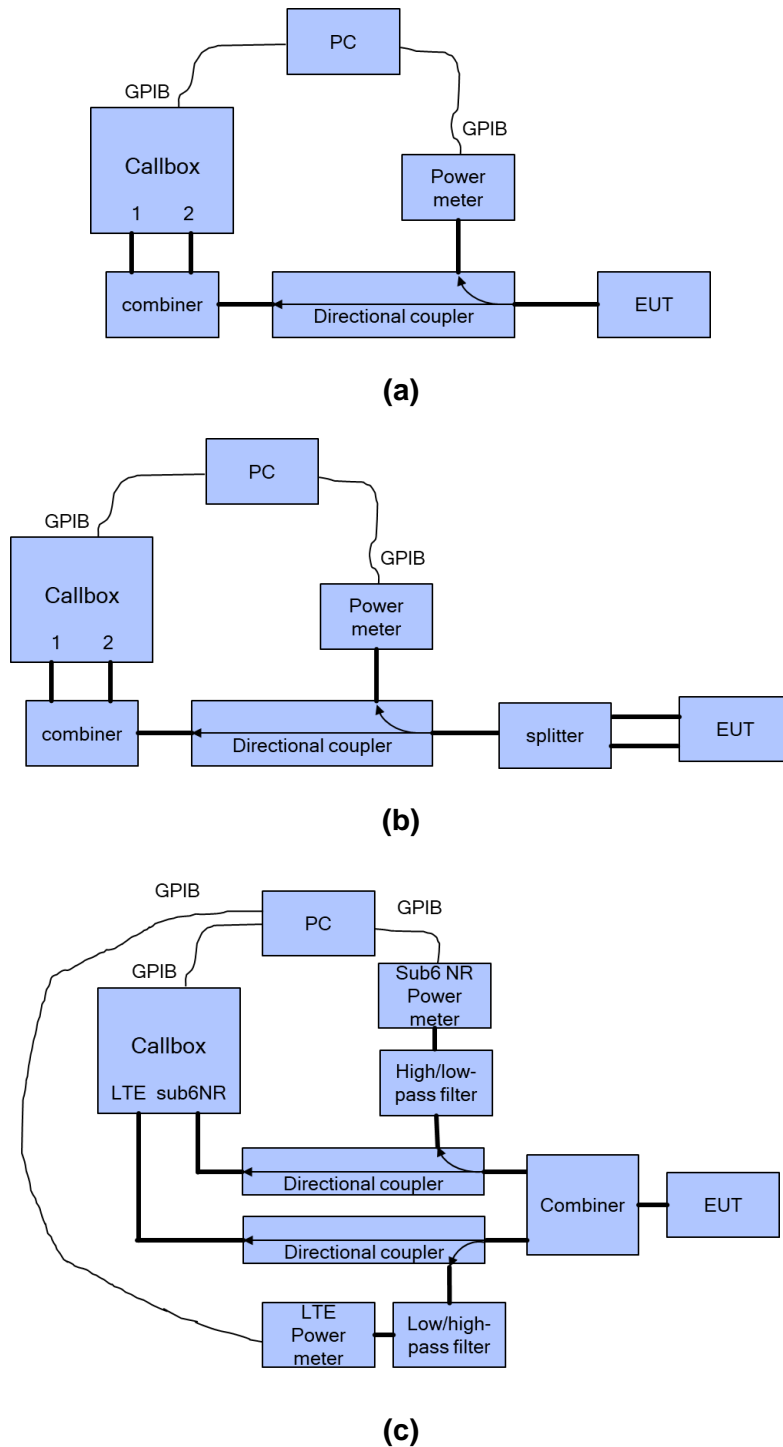 PC
GPIB
GPIB
Callbox
1 2
Power
meter
combiner
Directional coupler
EUT
(a)
PC
GPIB
GPIB
Callbox
1 2
Power
meter
combiner
Directional coupler
splitter
EUT
(b)
GPIB
PC
GPIB
GPIB
Sub6 NR
Power
meter
Callbox
LTE sub6NR
High/low-
pass filter
Directional coupler
Combiner
EUT
Directional coupler
LTE
Power
meter
Low/high-
pass filter
(c)